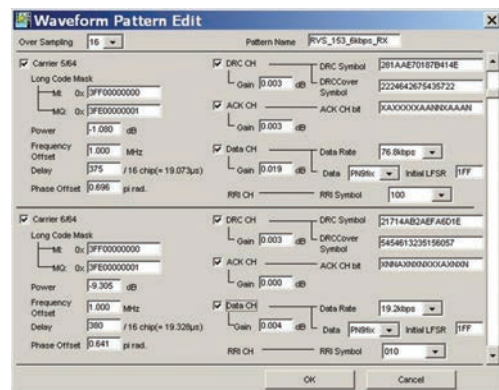 Waveform Pattern Edit
Over Sampling 16 Pattern Name RVS_153_6kbps_RX
Carrier 5/64
Long Code Mask
MI: 0x 3FF00000000
MQ: 0x 3FE00000001
Power -1.080 dB
Frequency Offset 1.000 MHz
Delay 375 /16 chip(= 19.073μs)
Phase Offset 0.696 pi rad.
DRC CH DRC Symbol 281AAE70187B414E
Gain 0.003 dB DRCCover Symbol 2224642675435722
ACK CH ACK CH bit XAXXXXXAANNXAAAN
Gain 0.003 dB
Data CH Data Rate 76.8kbps
Gain 0.019 dB Data PN9fix Initial LFSR 1FF
RRI CH RRI Symbol 100
Carrier 6/64
Long Code Mask
MI: 0x 3FF00000000
MQ: 0x 3FE00000001
Power -9.305 dB
Frequency Offset 1.000 MHz
Delay 380 /16 chip(= 19.328μs)
Phase Offset 0.641 pi rad.
DRC CH DRC Symbol 21714AB2AEFA6D1E
Gain 0.003 dB DRCCover Symbol 5454613235156057
ACK CH ACK CH bit XNNAXNXNXXXAXNXN
Gain 0.000 dB
Data CH Data Rate 19.2kbps
Gain 0.004 dB Data PN9fix Initial LFSR 1FF
RRI CH RRI Symbol 010
OK Cancel